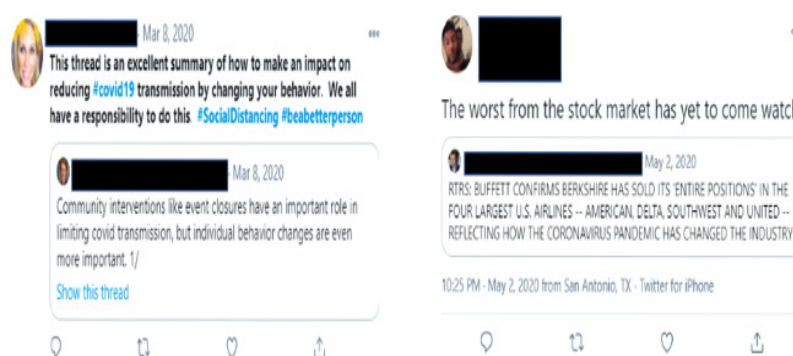 Mar 8, 2020
This thread is an excellent summary of how to make an impact on
reducing #covid19 transmission by changing your behavior. We all
have a responsibility to do this. #SocialDistancing #beabetterperson
Mar 8, 2020
Community interventions like event closures have an important role in
limiting covid transmission, but individual behavior changes are even
more important. 1/
Show this thread
The worst from the stock market has yet to come watch
May 2, 2020
RTRS: BUFFETT CONFIRMS BERKSHIRE HAS SOLD ITS 'ENTIRE POSITIONS' IN THE
FOUR LARGEST U.S. AIRLINES -- AMERICAN, DELTA, SOUTHWEST AND UNITED --
REFLECTING HOW THE CORONAVIRUS PANDEMIC HAS CHANGED THE INDUSTRY
10:25 PM · May 2, 2020 from San Antonio, TX · Twitter for iPhone